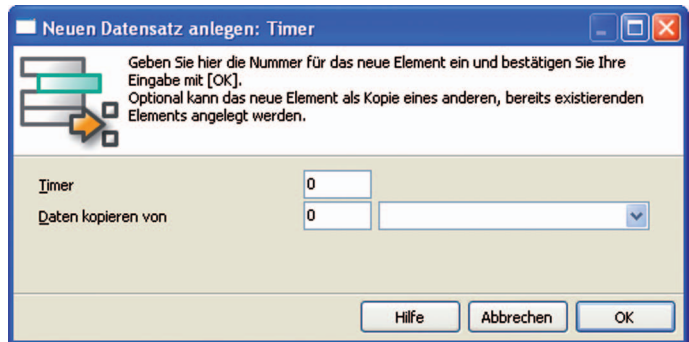 Neuen Datensatz anlegen: Timer
Geben Sie hier die Nummer für das neue Element ein und bestätigen Sie Ihre
Eingabe mit [OK].
Optional kann das neue Element als Kopie eines anderen, bereits existierenden
Elements angelegt werden.
Timer 0
Daten kopieren von 0
Hilfe Abbrechen OK